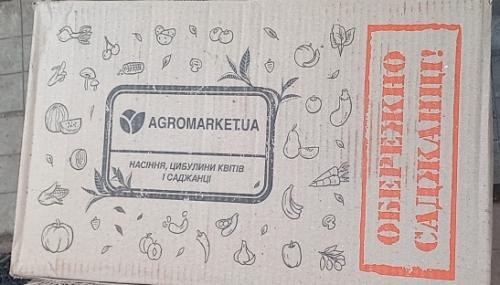 AGROMARKET.UA
НАСІННЯ, ЦИБУЛИНИ КВІТІВ
І САДЖАНЦІ
ОБЕРЕЖНО
САДЖАНЦІ!